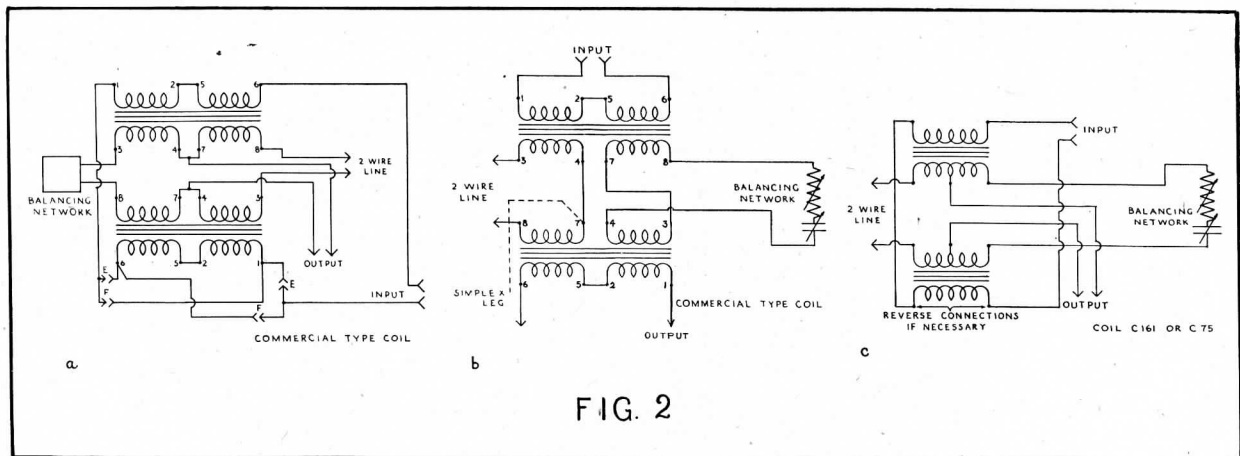 1 2 5 6
3 4 7 8
BALANCING
NETWORK
2 WIRE
LINE
8 7 4 3
6 5 2 1
E
F
E
F
OUTPUT
INPUT
COMMERCIAL TYPE COIL
a
INPUT
1 2 5 6
3 4 7 8
2 WIRE
LINE
BALANCING
NETWORK
8 7 4 3
6 5 2 1
SIMPLEX
LEG
COMMERCIAL TYPE COIL
OUTPUT
b
INPUT
2 WIRE
LINE
BALANCING
NETWORK
OUTPUT
REVERSE CONNECTIONS
IF NECESSARY
COIL C161 OR C75
c
FIG. 2